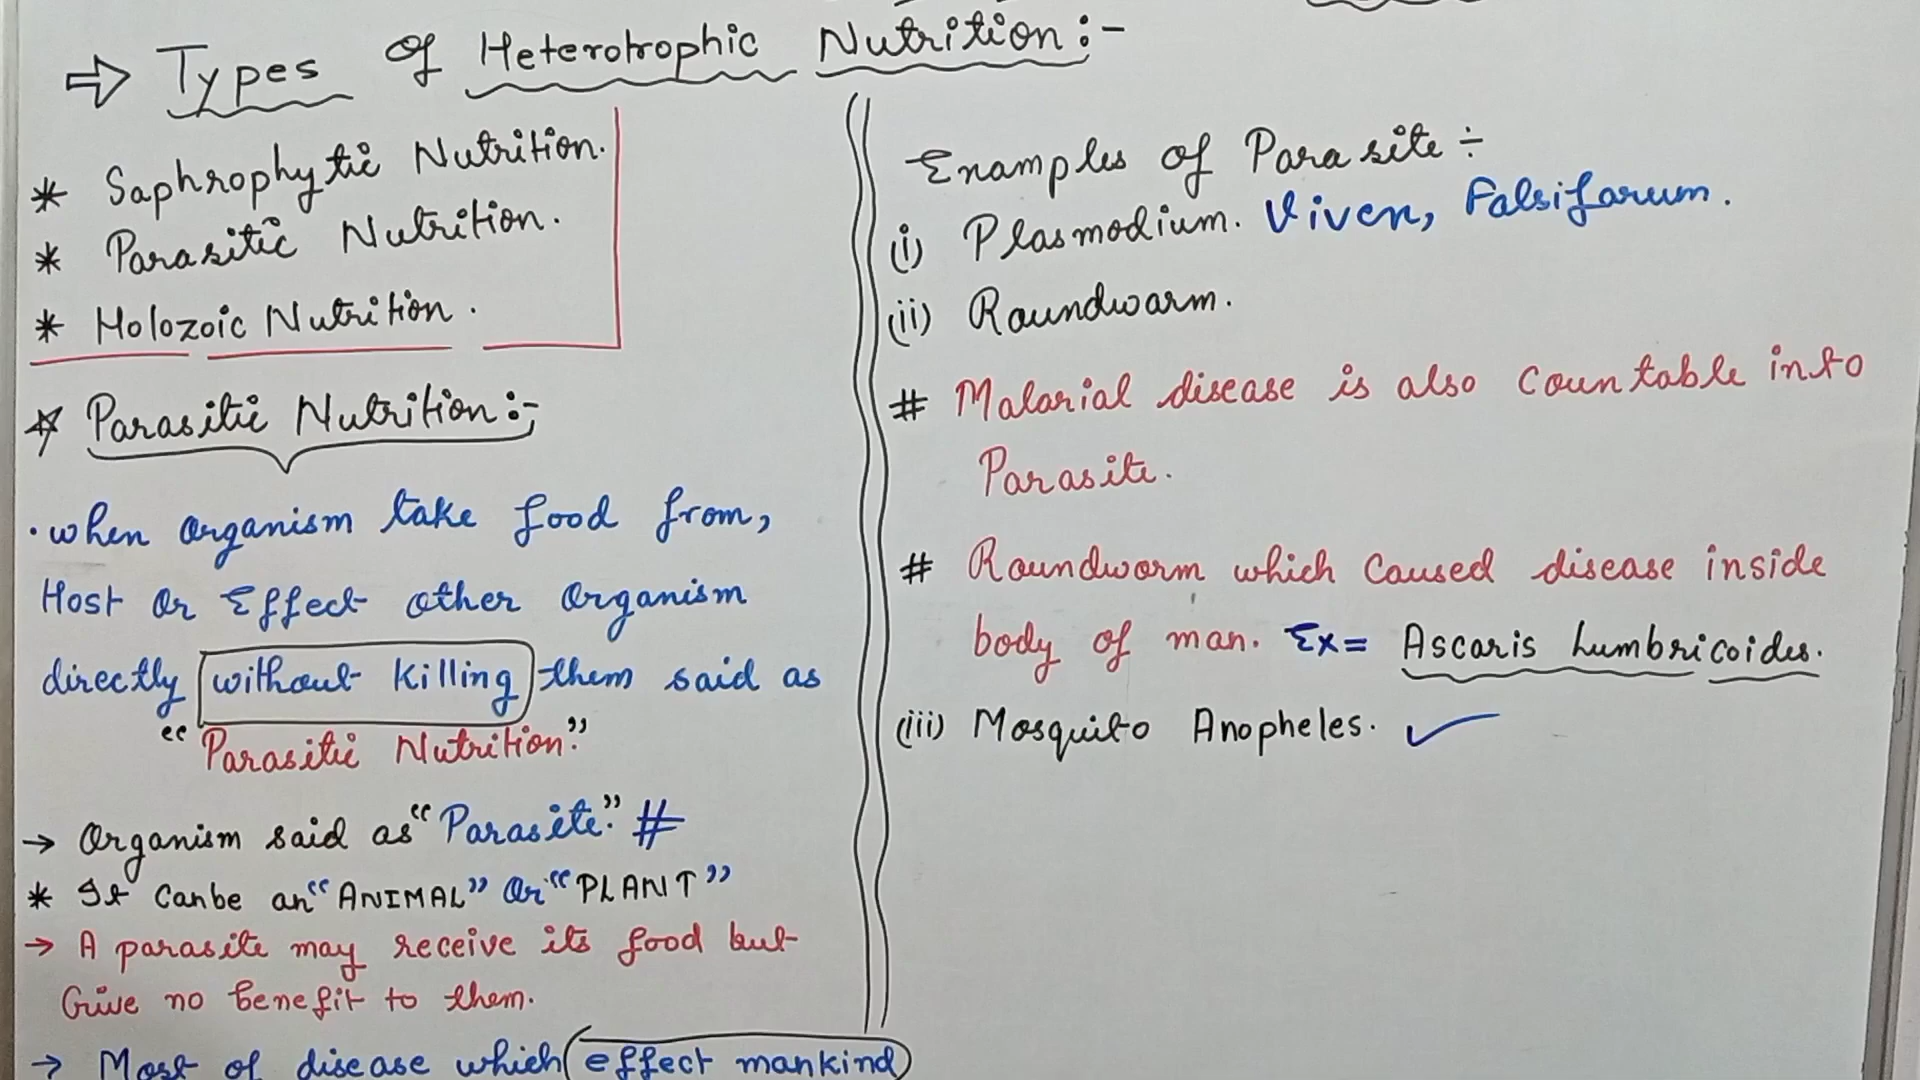 ⇒ Types of Heterotrophic Nutrition:-
* Saphrophytic Nutrition.
* Parasitic Nutrition.
* Holozoic Nutrition.
☆ Parasitic Nutrition:-
• when organism take food from,
Host or Effect other organism
directly without killing them said as
"Parasitic Nutrition."
→ Organism said as "Parasite." #
* It Canbe an "ANIMAL" Or "PLANT"
→ A parasite may receive its food but
Give no benefit to them.
→ Most of disease which effect mankind
Examples of Parasite ÷
(i) Plasmodium. Viven, Falsifarum.
(ii) Roundwarm.
# Malarial disease is also Countable into
Parasite.
# Roundworm which Caused disease inside
body of man. Ex= Ascaris Lumbricoides.
(iii) Mosquito Anopheles. ✓